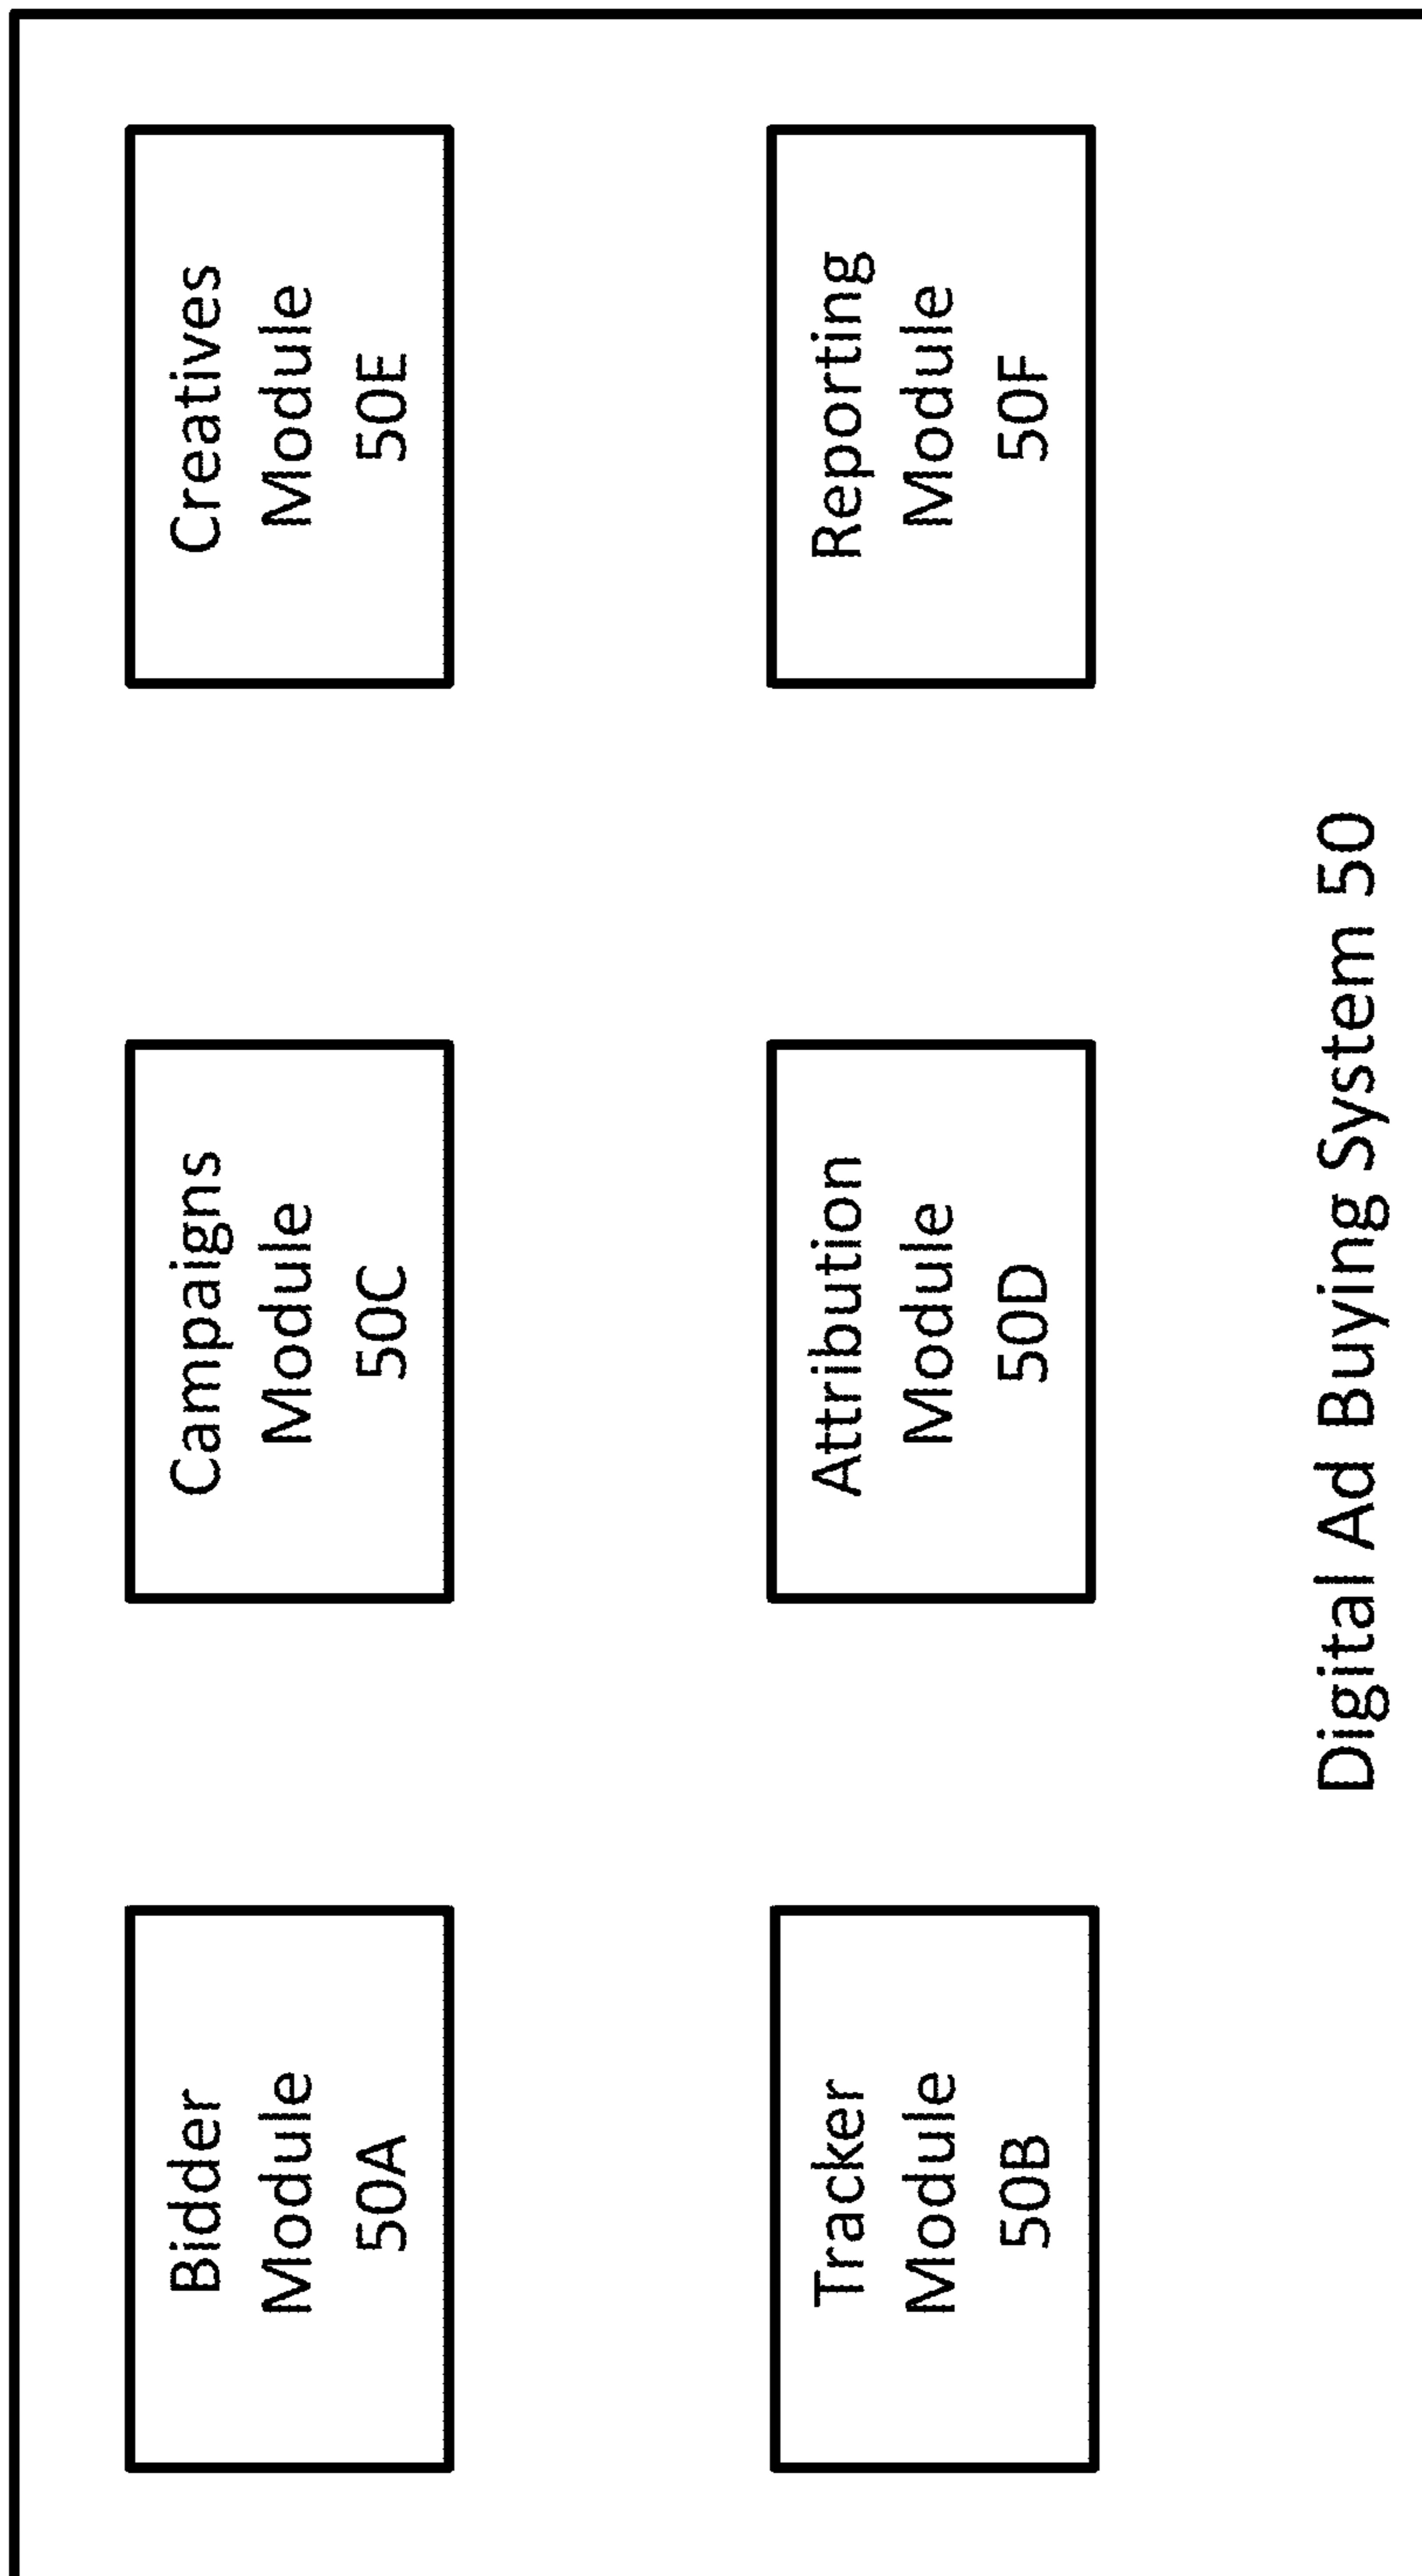 Bidder
Module
50A
Campaigns
Module
50C
Creatives
Module
50E
Tracker
Module
50B
Attribution
Module
50D
Reporting
Module
50F
Digital Ad Buying System 50